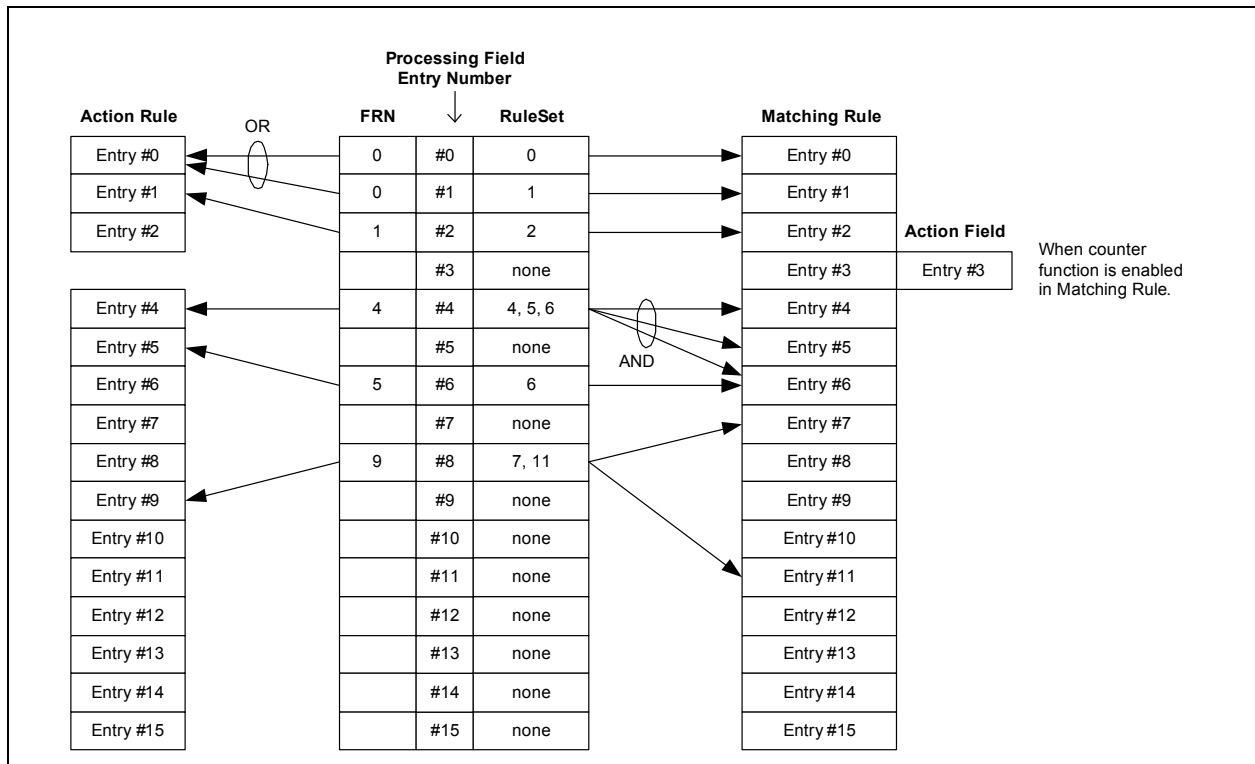 Processing Field
Entry Number
Action Rule
OR
FRN
RuleSet
Matching Rule
Entry #0 0 #0 0 Entry #0
Entry #1 0 #1 1 Entry #1
Entry #2 1 #2 2 Entry #2 Action Field
#3 none Entry #3 Entry #3
When counter
function is enabled
in Matching Rule.
Entry #4 4 #4 4, 5, 6 Entry #4
Entry #5 #5 none Entry #5
AND
Entry #6 5 #6 6 Entry #6
Entry #7 #7 none Entry #7
Entry #8 9 #8 7, 11 Entry #8
Entry #9 #9 none Entry #9
Entry #10 #10 none Entry #10
Entry #11 #11 none Entry #11
Entry #12 #12 none Entry #12
Entry #13 #13 none Entry #13
Entry #14 #14 none Entry #14
Entry #15 #15 none Entry #15